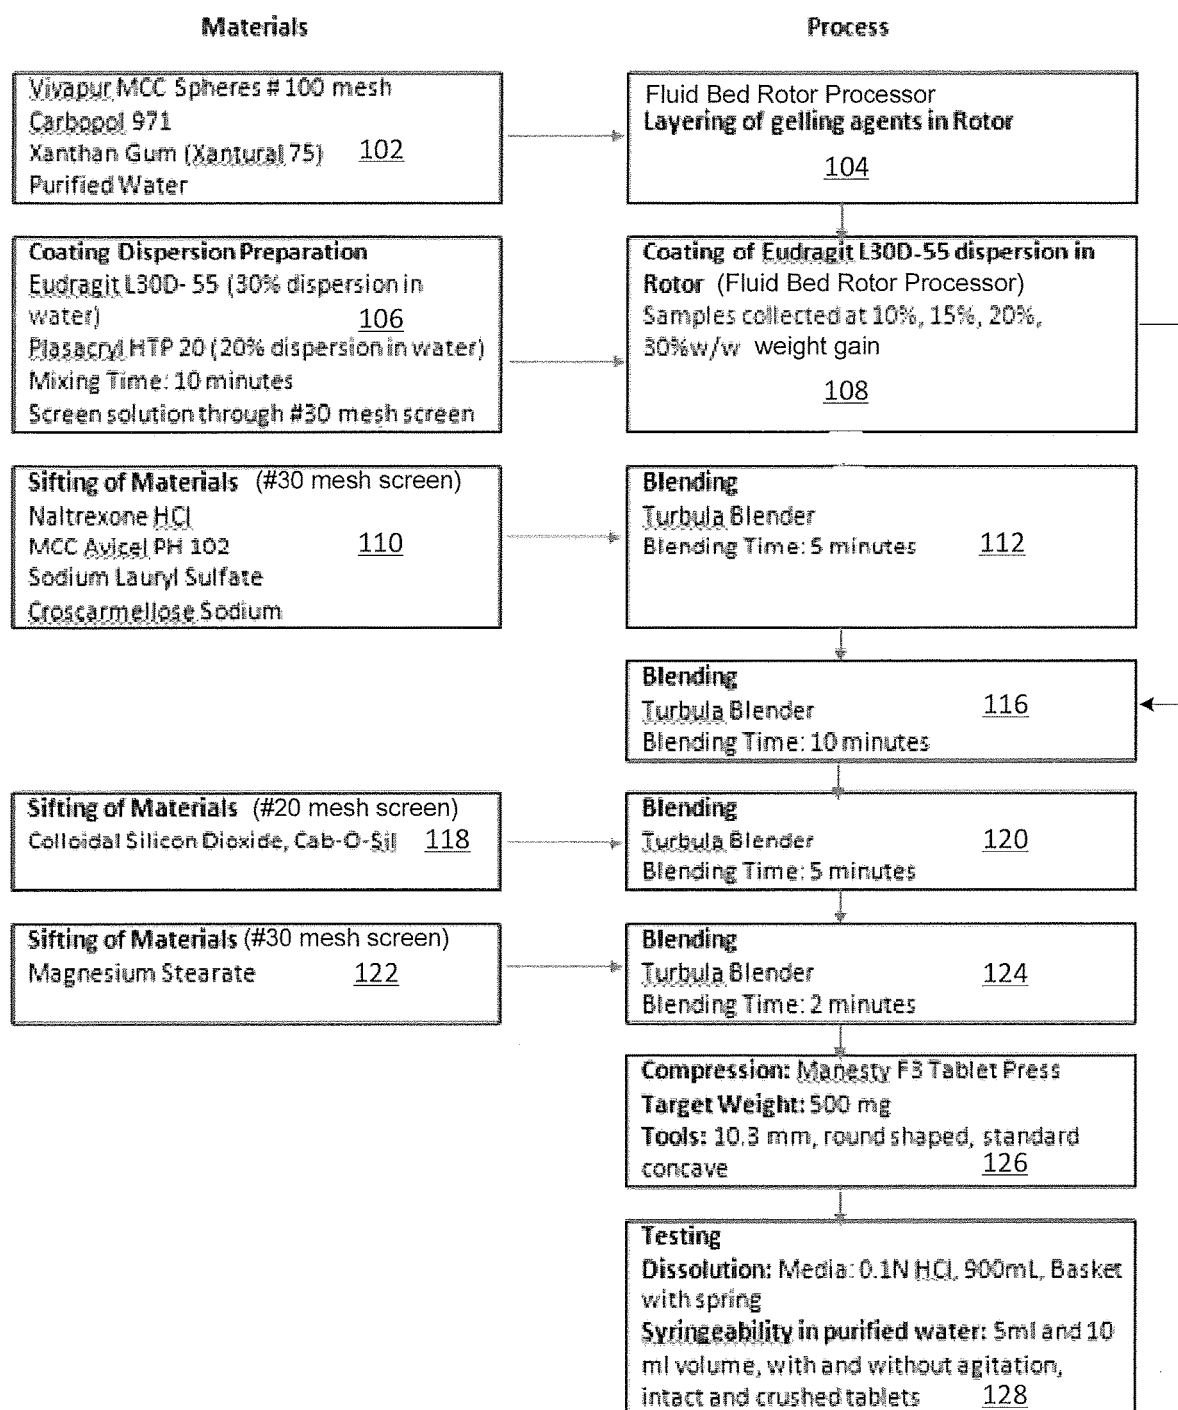 Materials
Process
Vivapur MCC Spheres # 100 mesh
Carbopol 971
Xanthan Gum (Xantural 75) 102
Purified Water
Fluid Bed Rotor Processor
Layering of gelling agents in Rotor
104
Coating Dispersion Preparation
Eudragit L30D- 55 (30% dispersion in
water) 106
Plasacryl HTP 20 (20% dispersion in water)
Mixing Time: 10 minutes
Screen solution through #30 mesh screen
Coating of Eudragit L30D-55 dispersion in
Rotor (Fluid Bed Rotor Processor)
Samples collected at 10%, 15%, 20%,
30%w/w weight gain
108
Sifting of Materials (#30 mesh screen)
Naltrexone HCl
MCC Avicel PH 102 110
Sodium Lauryl Sulfate
Croscarmellose Sodium
Blending
Turbula Blender
Blending Time: 5 minutes 112
Blending
Turbula Blender 116
Blending Time: 10 minutes
Sifting of Materials (#20 mesh screen)
Colloidal Silicon Dioxide, Cab-O-Sil 118
Blending
Turbula Blender 120
Blending Time: 5 minutes
Sifting of Materials (#30 mesh screen)
Magnesium Stearate 122
Blending
Turbula Blender 124
Blending Time: 2 minutes
Compression: Manesty F3 Tablet Press
Target Weight: 500 mg
Tools: 10.3 mm, round shaped, standard
concave 126
Testing
Dissolution: Media: 0.1N HCl, 900mL, Basket
with spring
Syringeability in purified water: 5ml and 10
ml volume, with and without agitation,
intact and crushed tablets 128